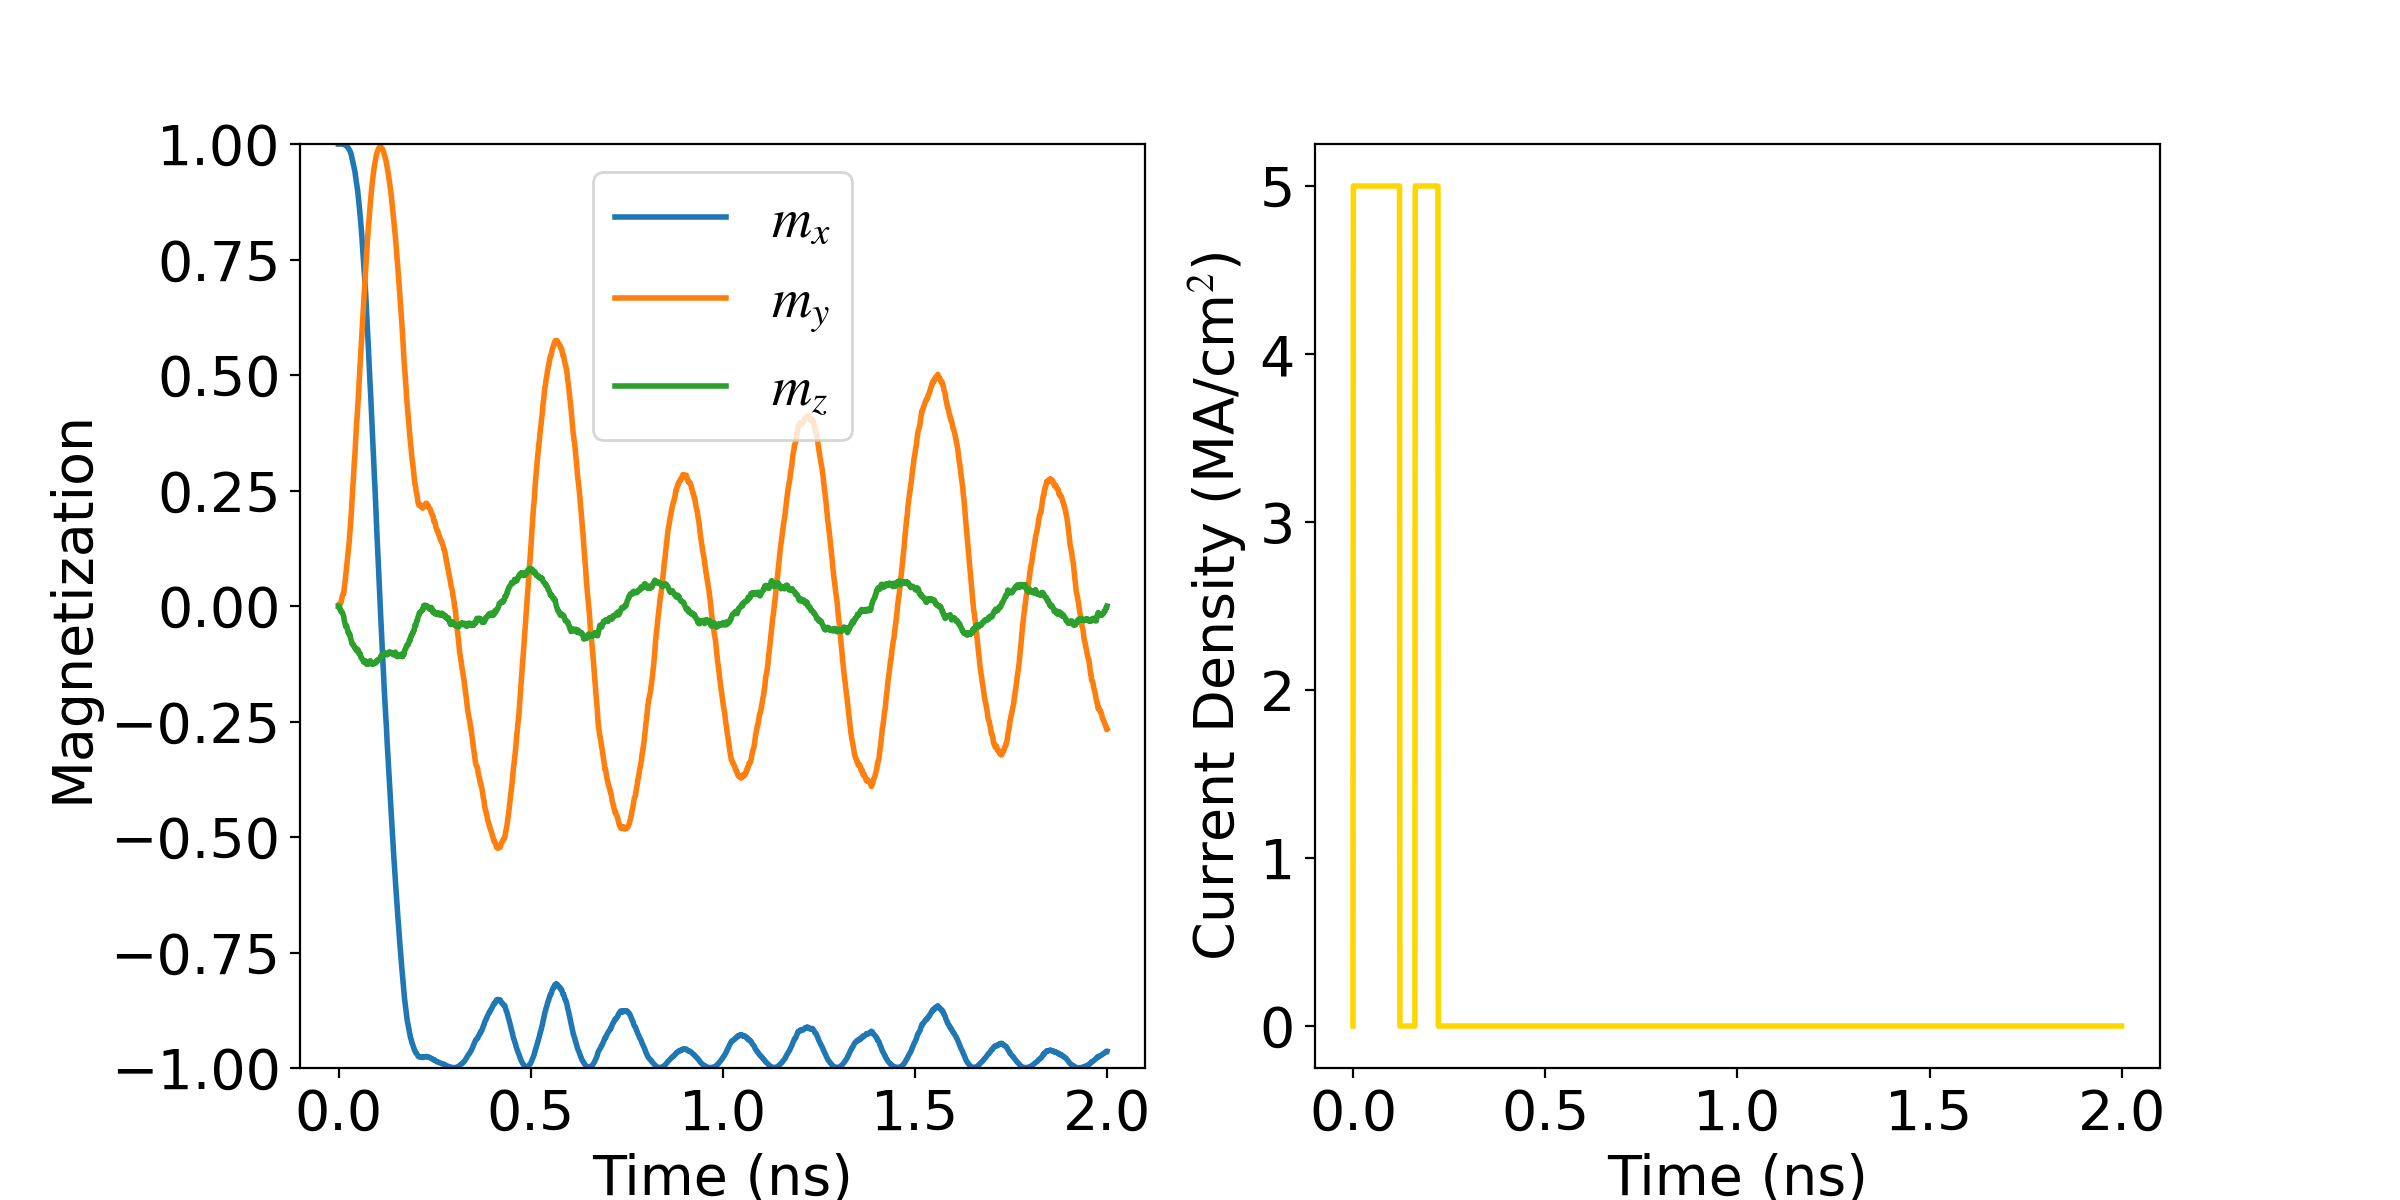 Magnetization
1.00
0.75
0.50
0.25
0.00
−0.25
−0.50
−0.75
−1.00
m_x
m_y
m_z
0.0 0.5 1.0 1.5 2.0
Time (ns)
Current Density (MA/cm²)
5
4
3
2
1
0
0.0 0.5 1.0 1.5 2.0
Time (ns)